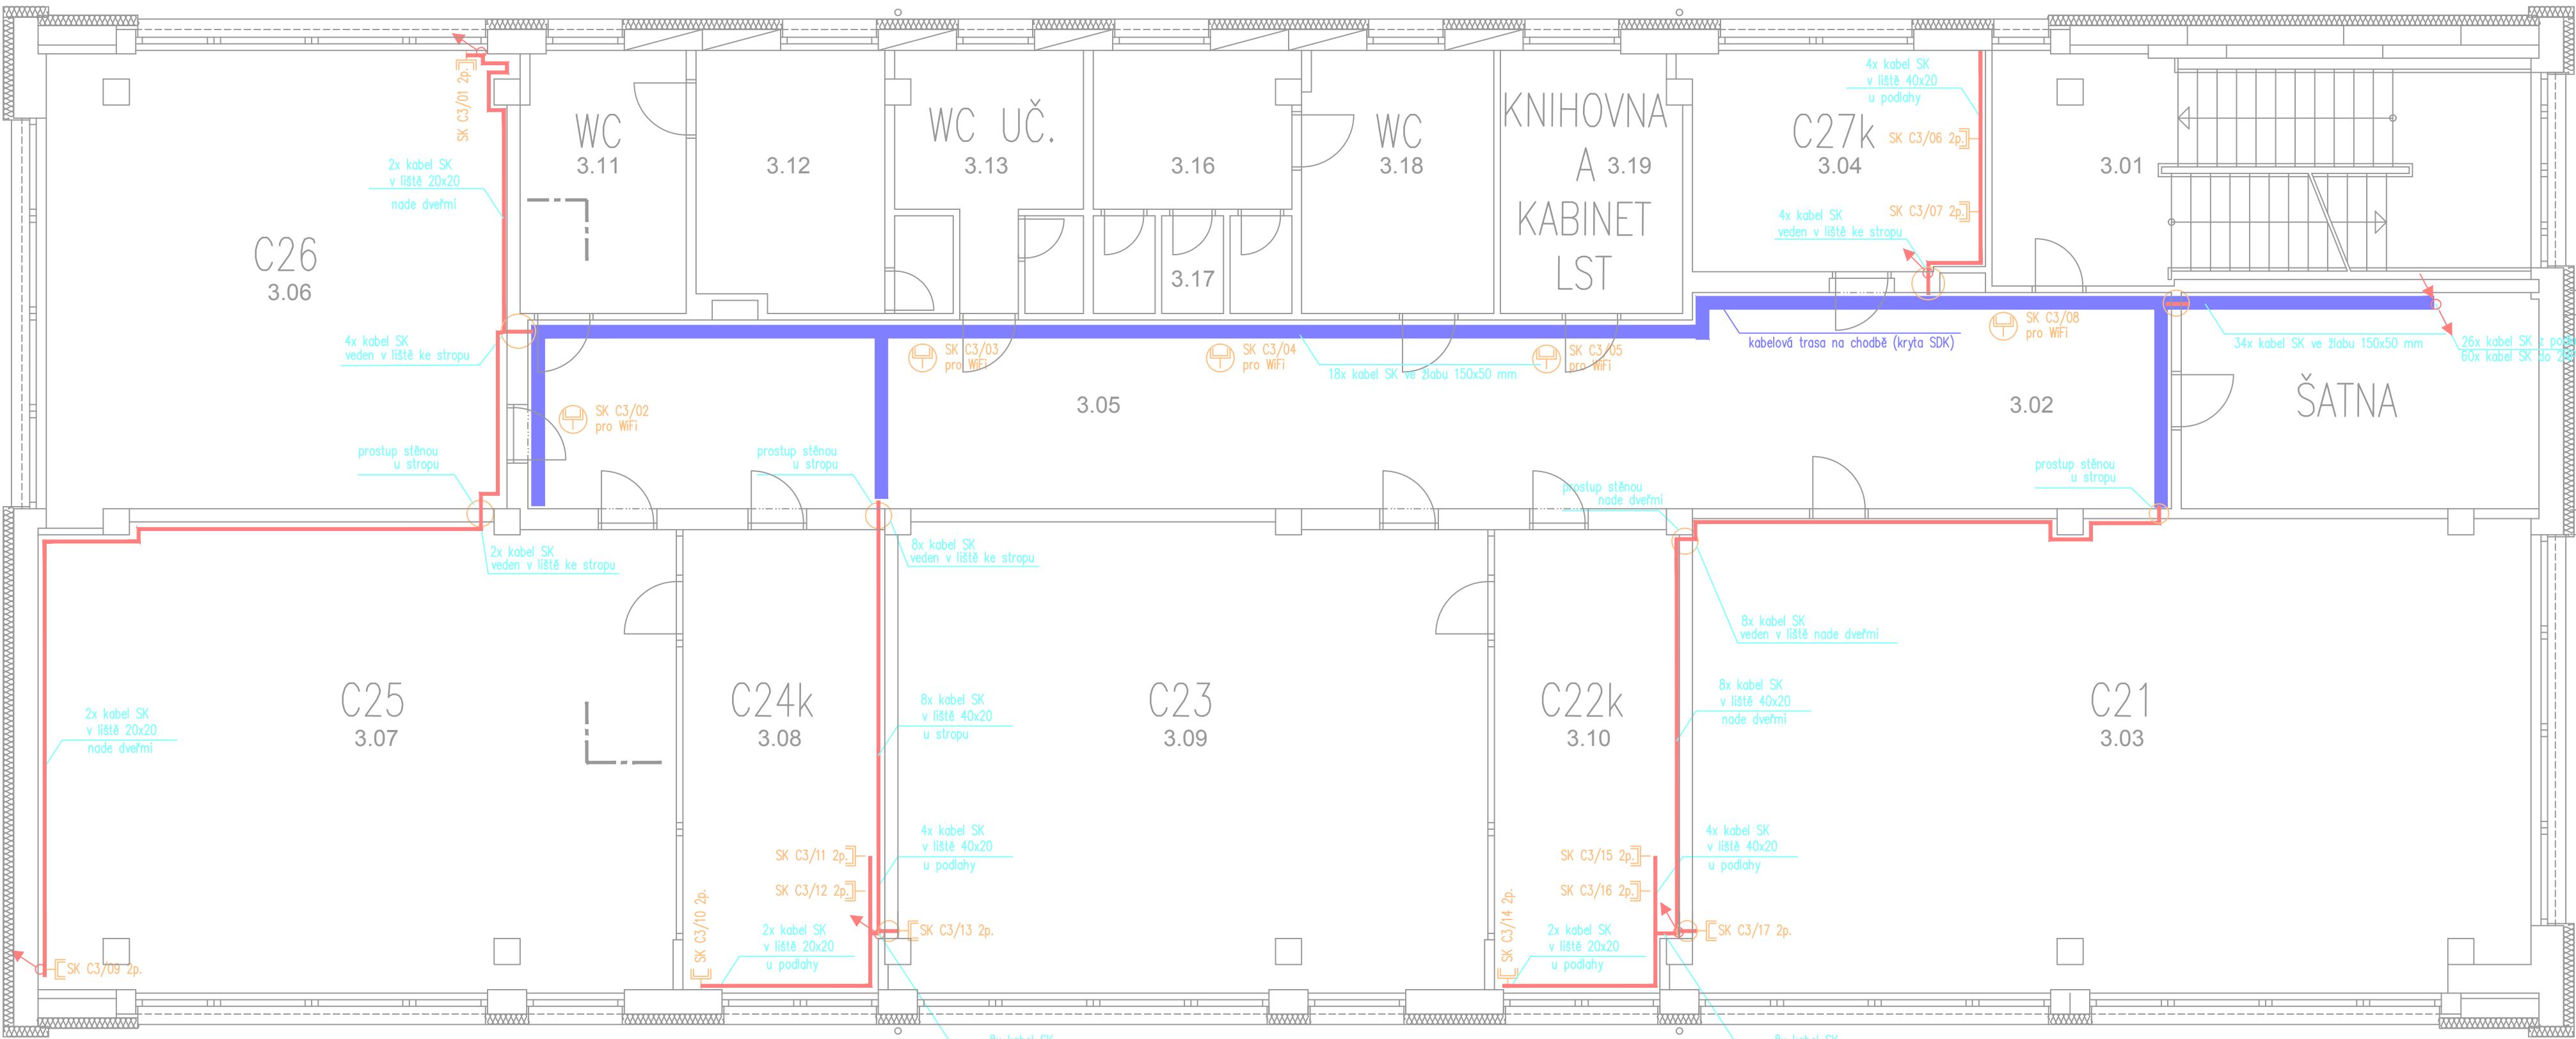 SK C3/01 2p.
2x kabel SK
v liště 20x20
nade dveřmi
C26
3.06
4x kabel SK
veden v liště ke stropu
prostup stěnou
u stropu
2x kabel SK
veden v liště ke stropu
WC
3.11
3.12
WC UČ.
3.13
3.16
3.17
WC
3.18
KNIHOVNA
A 3.19
KABINET
LST
C27k
3.04
4x kabel SK
v liště 40x20
u podlahy
SK C3/06 2p.
SK C3/07 2p.
4x kabel SK
veden v liště ke stropu
3.01
SK C3/02
pro WiFi
SK C3/03
pro WiFi
SK C3/04
pro WiFi
SK C3/05
pro WiFi
18x kabel SK ve žlabu 150x50 mm
kabelová trasa na chodbě (kryta SDK)
SK C3/08
pro WiFi
34x kabel SK ve žlabu 150x50 mm
26x kabel SK z
60x kabel SK do
ŠATNA
3.05
3.02
prostup stěnou
u stropu
8x kabel SK
veden v liště ke stropu
prostup stěnou
nade dveřmi
8x kabel SK
veden v liště nade dveřmi
prostup stěnou
u stropu
C25
3.07
2x kabel SK
v liště 20x20
nade dveřmi
SK C3/09 2p.
C24k
3.08
SK C3/10 2p.
SK C3/11 2p.
SK C3/12 2p.
2x kabel SK
v liště 20x20
u podlahy
8x kabel SK
v liště 40x20
u stropu
4x kabel SK
v liště 40x20
u podlahy
SK C3/13 2p.
C23
3.09
C22k
3.10
SK C3/14 2p.
SK C3/15 2p.
SK C3/16 2p.
2x kabel SK
v liště 20x20
u podlahy
8x kabel SK
v liště 40x20
nade dveřmi
4x kabel SK
v liště 40x20
u podlahy
SK C3/17 2p.
C21
3.03
8x kabel SK
8x kabel SK